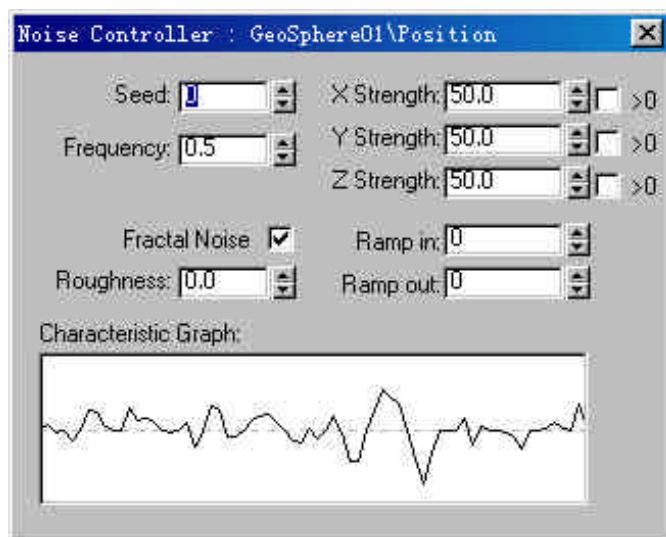 Noise Controller : GeoSphere01\Position
Seed: 0
X Strength: 50.0 >0
Frequency: 0.5
Y Strength: 50.0 >0
Z Strength: 50.0 >0
Fractal Noise
Ramp in: 0
Roughness: 0.0
Ramp out: 0
Characteristic Graph: